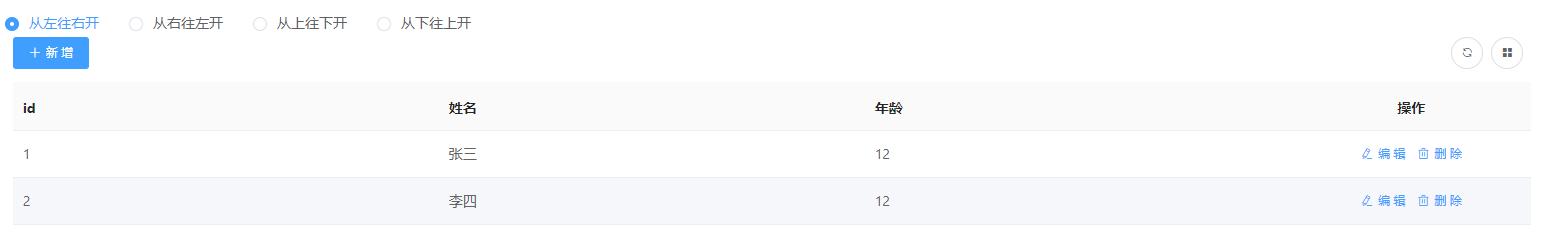 从左往右开 从右往左开 从上往下开 从下往上开
新增
id 姓名 年龄 操作
1 张三 12 编辑 删除
2 李四 12 编辑 删除